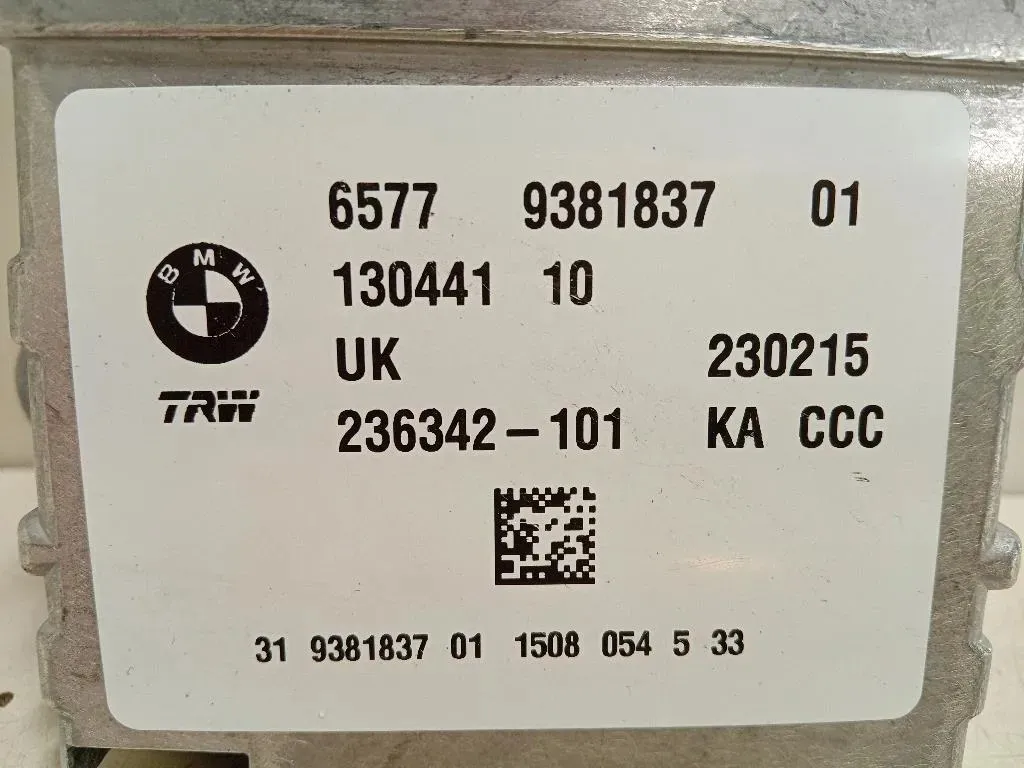 6577 9381837 01
130441 10
BMW
UK 230215
TRW
236342-101 KA CCC
31 9381837 01 1508 054 5 33